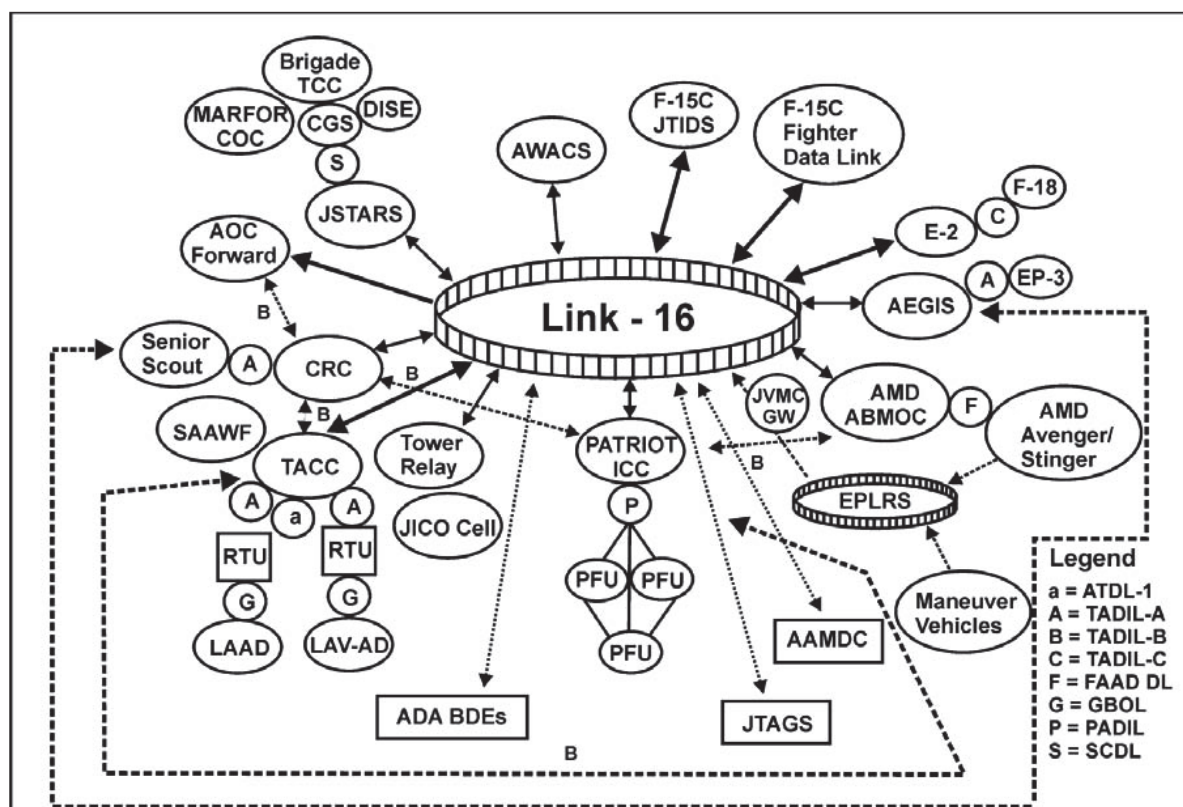 Brigade
TCC
MARFOR
COC
CGS
DISE
S
JSTARS
AWACS
F-15C
JTIDS
F-15C
Fighter
Data Link
F-18
C
E-2
AOC
Forward
B
A
EP-3
AEGIS
Link - 16
Senior
Scout
A
CRC
B
B
JVMC
GW
AMD
ABMOC
F
AMD
Avenger/
Stinger
SAAWF
TACC
Tower
Relay
PATRIOT
ICC
B
A
a
A
P
EPLRS
JICO Cell
RTU
RTU
Legend
a = ATDL-1
A = TADIL-A
B = TADIL-B
C = TADIL-C
F = FAAD DL
G = GBOL
P = PADIL
S = SCDL
G
G
PFU
PFU
Maneuver
Vehicles
LAAD
LAV-AD
PFU
AAMDC
ADA BDEs
JTAGS
B